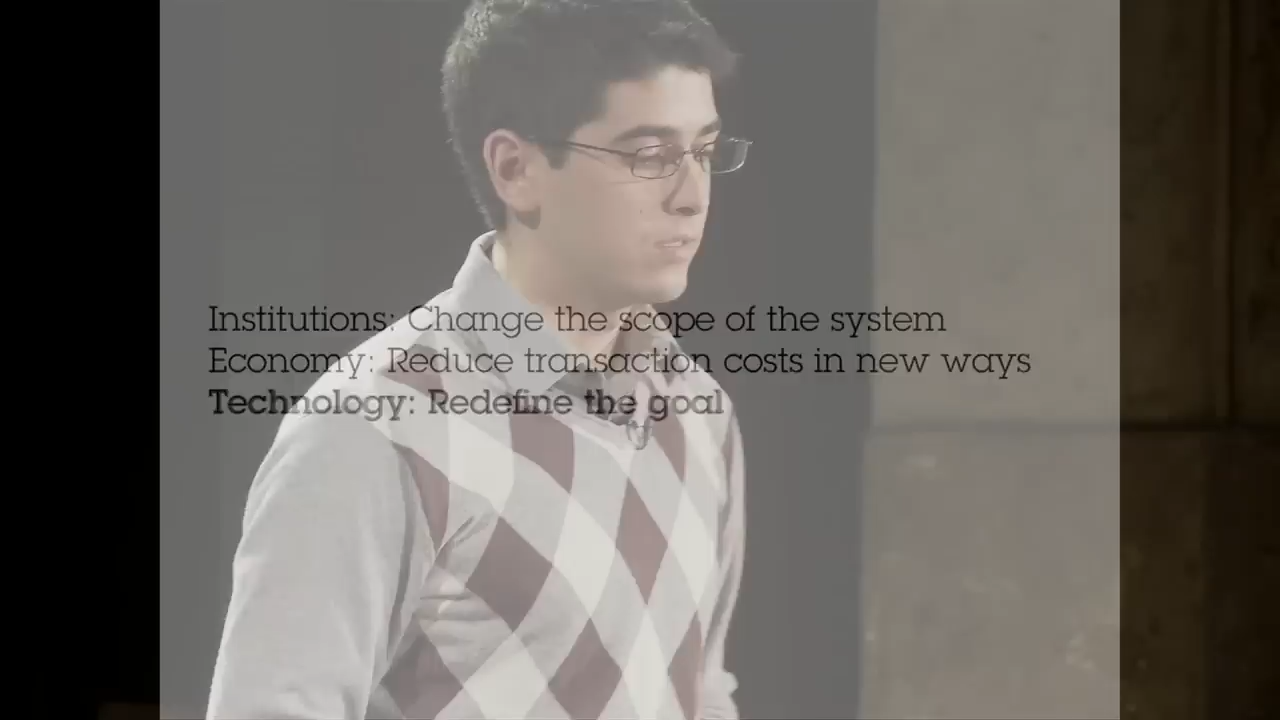 Institutions: Change the scope of the system
Economy: Reduce transaction costs in new ways
Technology: Redefine the goal